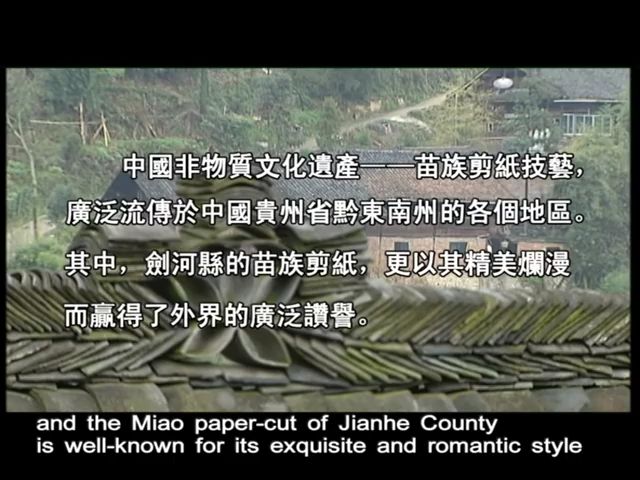 中國非物質文化遺產——苗族剪紙技藝，
廣泛流傳於中國貴州省黔東南州的各個地區。
其中，劍河縣的苗族剪紙，更以其精美爛漫
而贏得了外界的廣泛讚譽。
and the Miao paper-cut of Jianhe County
is well-known for its exquisite and romantic style